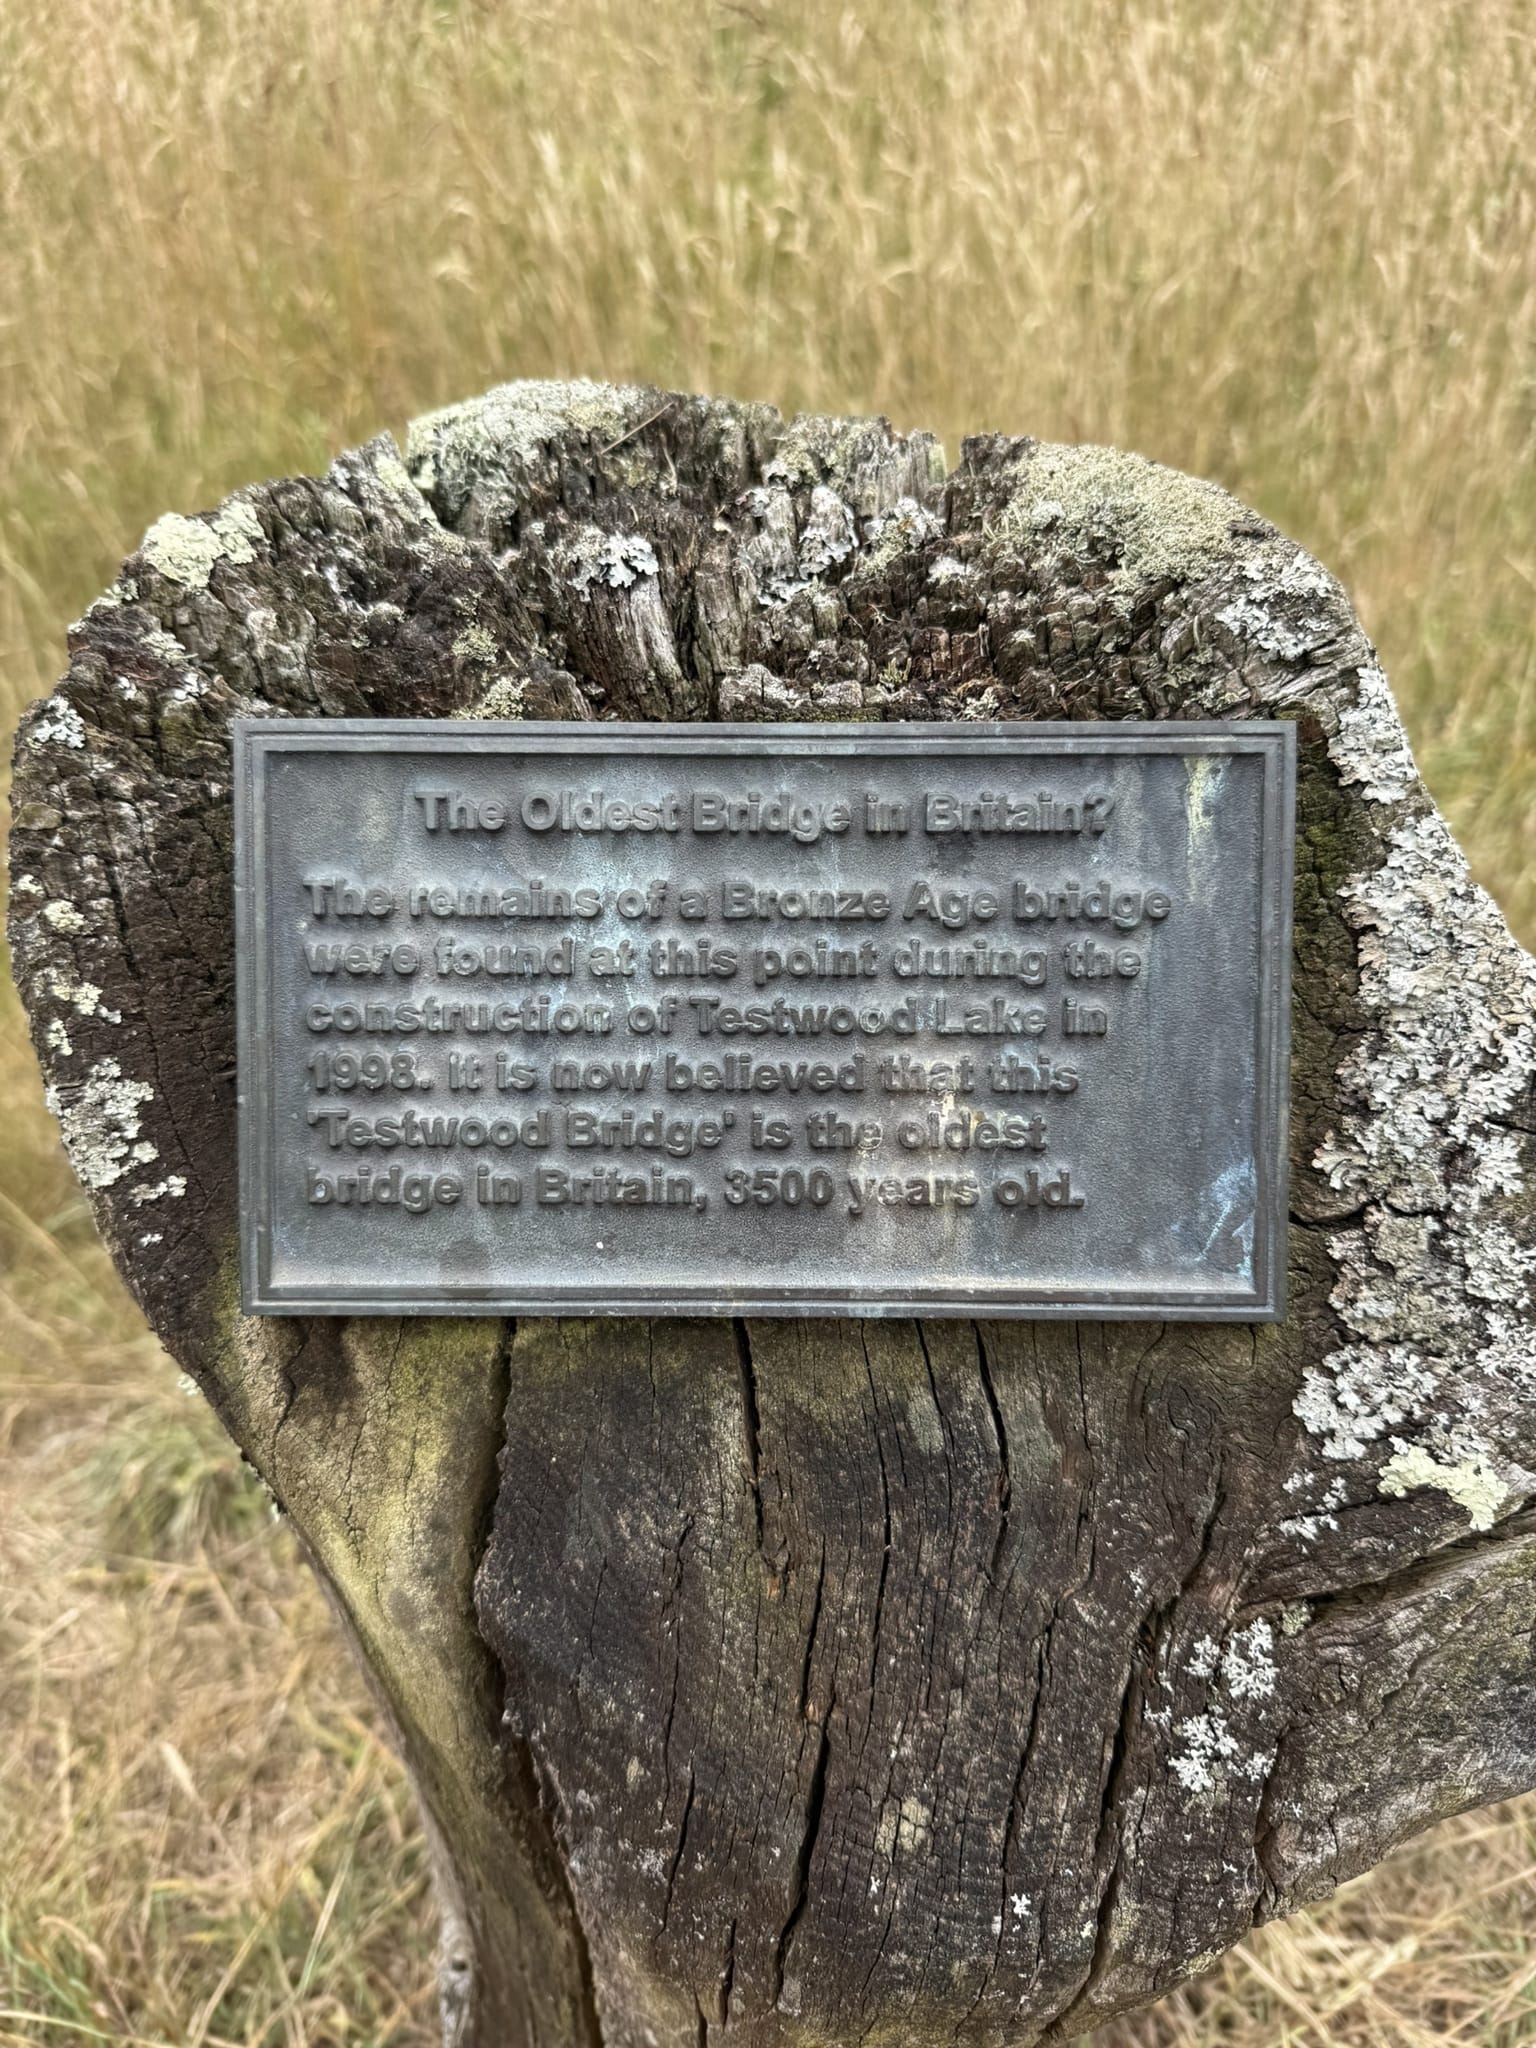 The Oldest Bridge in Britain?
The remains of a Bronze Age bridge
were found at this point during the
construction of Testwood Lake in
1998. It is now believed that this
'Testwood Bridge' is the oldest
bridge in Britain, 3500 years old.